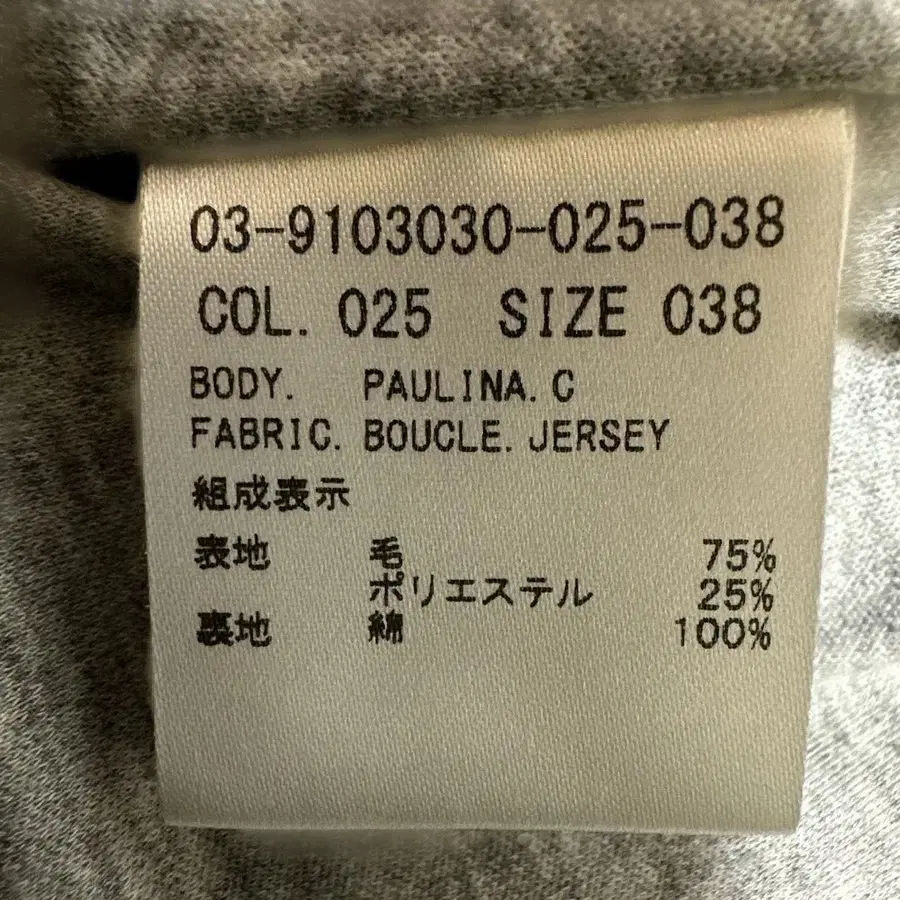 03-9103030-025-038
COL. 025 SIZE 038
BODY. PAULINA. C
FABRIC. BOUCLE. JERSEY
組成表示
表地 毛 75%
ポリエステル 25%
裏地 綿 100%